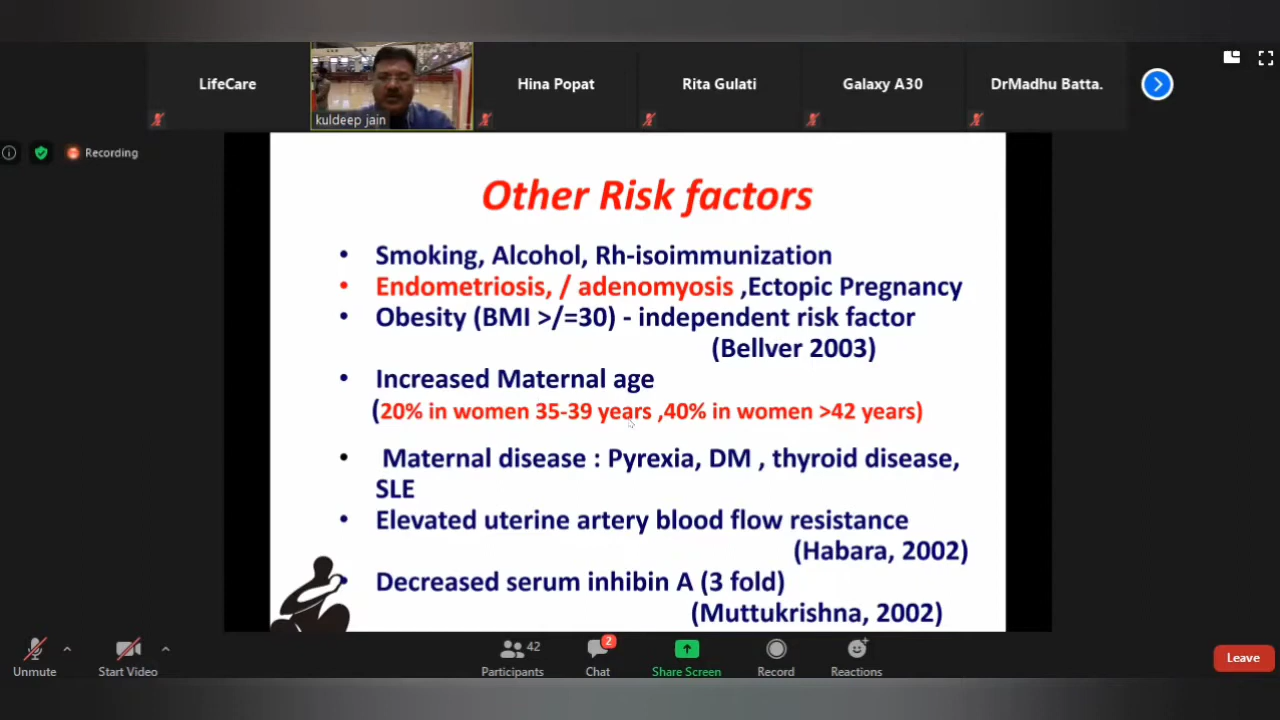 LifeCare
kuldeep jain
Hina Popat
Rita Gulati
Galaxy A30
DrMadhu Batta.
Recording
Other Risk factors
• Smoking, Alcohol, Rh-isoimmunization
• Endometriosis, / adenomyosis ,Ectopic Pregnancy
• Obesity (BMI >/=30) - independent risk factor
(Bellver 2003)
• Increased Maternal age
(20% in women 35-39 years ,40% in women >42 years)
• Maternal disease : Pyrexia, DM , thyroid disease,
SLE
• Elevated uterine artery blood flow resistance
(Habara, 2002)
• Decreased serum inhibin A (3 fold)
(Muttukrishna, 2002)
42
2
Unmute
Start Video
Participants
Chat
Share Screen
Record
Reactions
Leave